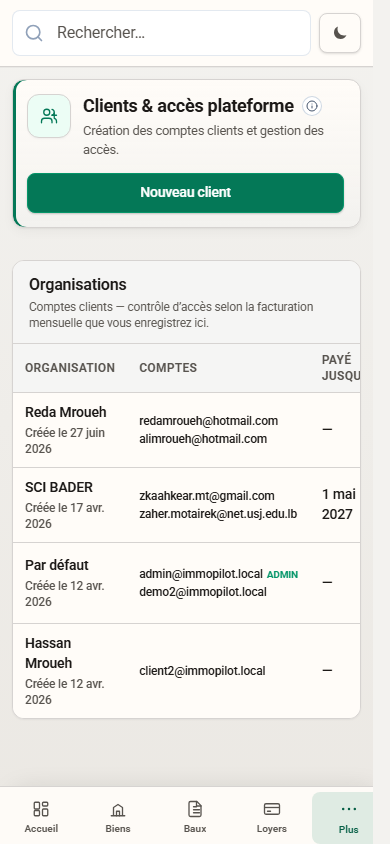 Rechercher...
Clients & accès plateforme
Création des comptes clients et gestion des
accès.
Nouveau client
Organisations
Comptes clients — contrôle d'accès selon la facturation
mensuelle que vous enregistrez ici.
ORGANISATION COMPTES PAYÉ
JUSQU
Reda Mroueh
Créée le 27 juin
2026
redamroueh@hotmail.com
alimroueh@hotmail.com
—
SCI BADER
Créée le 17 avr.
2026
zkaahkear.mt@gmail.com
zaher.motairek@net.usj.edu.lb
1 mai
2027
Par défaut
Créée le 12 avr.
2026
admin@immopilot.local ADMIN
demo2@immopilot.local
—
Hassan
Mroueh
Créée le 12 avr.
2026
client2@immopilot.local
—
Accueil Biens Baux Loyers Plus